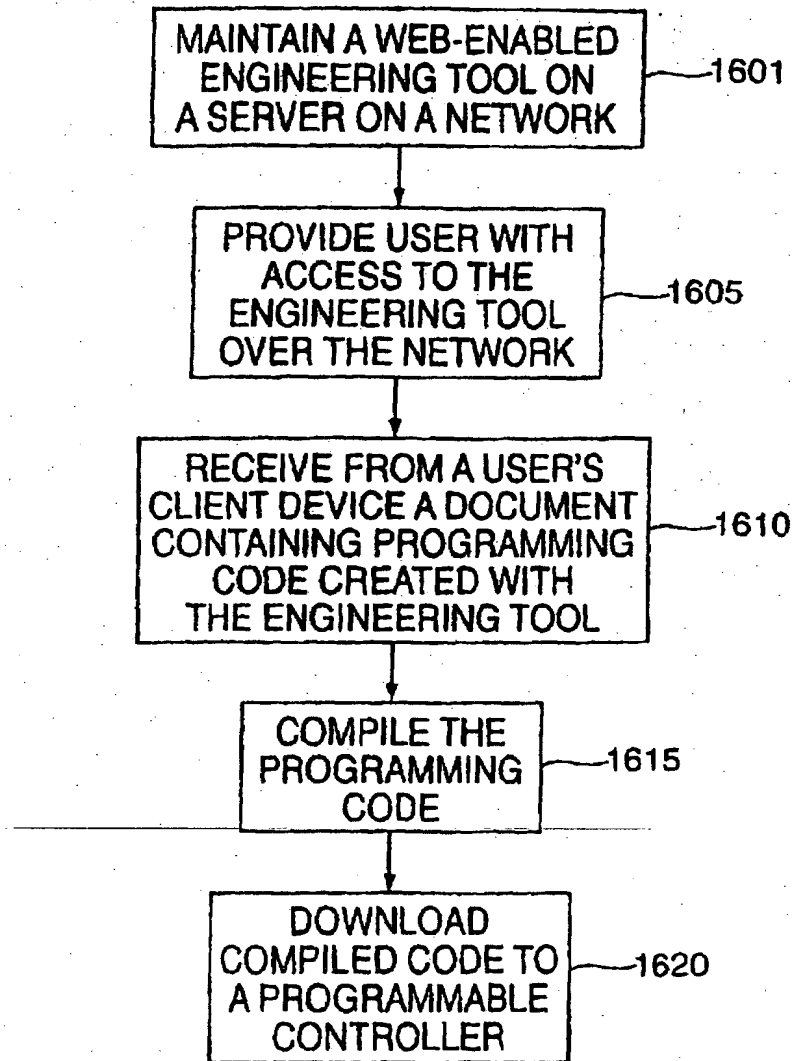 MAINTAIN A WEB-ENABLED
ENGINEERING TOOL ON
A SERVER ON A NETWORK
1601
PROVIDE USER WITH
ACCESS TO THE
ENGINEERING TOOL
OVER THE NETWORK
1605
RECEIVE FROM A USER'S
CLIENT DEVICE A DOCUMENT
CONTAINING PROGRAMMING
CODE CREATED WITH
THE ENGINEERING TOOL
1610
COMPILE THE
PROGRAMMING
CODE
1615
DOWNLOAD
COMPILED CODE TO
A PROGRAMMABLE
CONTROLLER
1620